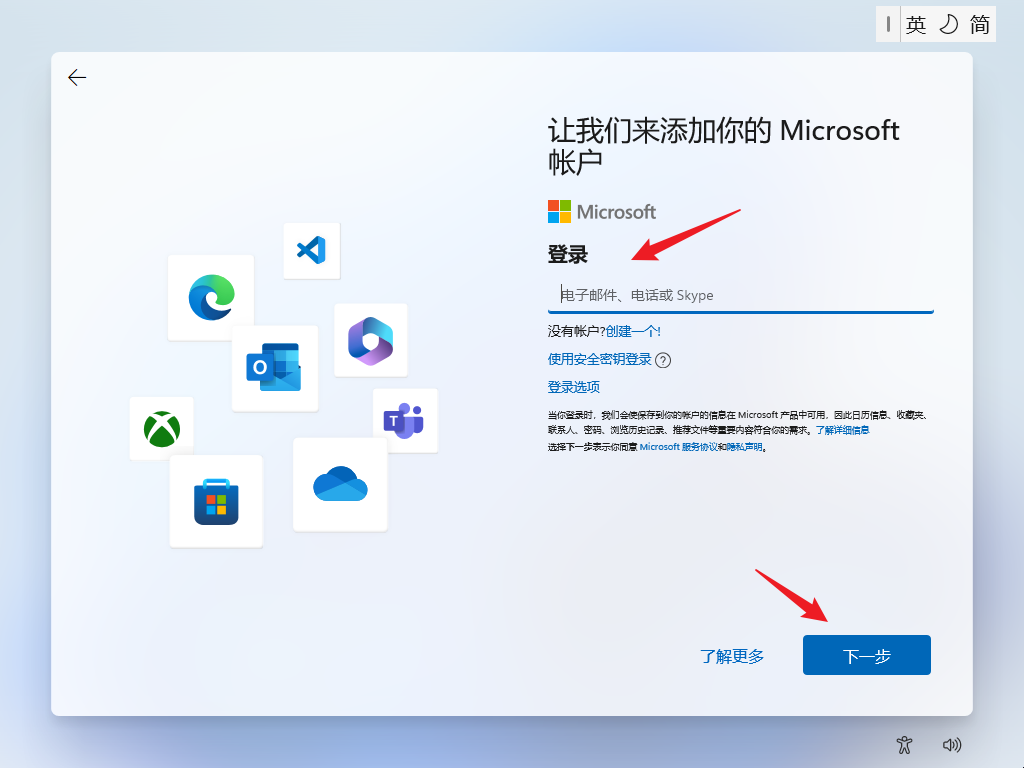 英 简
让我们来添加你的 Microsoft
帐户
Microsoft
登录
电子邮件、电话或 Skype
没有帐户?创建一个!
使用安全密钥登录
登录选项
当你登录时，我们会使保存到你的帐户的信息在 Microsoft 产品中可用，因此日历信息、收藏夹、
联系人、密码、浏览历史记录、推荐文件等重要内容符合你的需求。了解详细信息
选择下一步表示你同意 Microsoft 服务协议和隐私声明。
了解更多
下一步